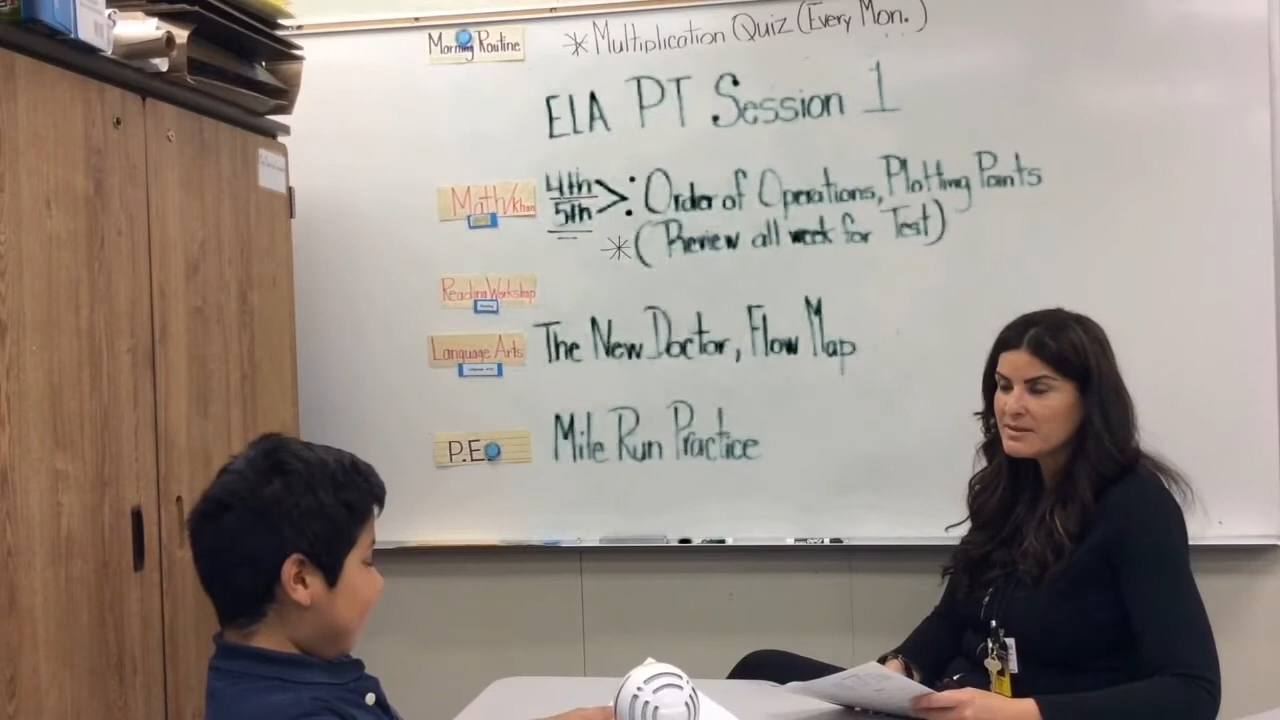 Morning Routine
* Multiplication Quiz (Every Mon.)
ELA PT Session 1
Math/Khan
4th
5th >: Order of Operations, Plotting Points
* (Review all week for Test)
Reading Workshop
Language Arts
The New Doctor, Flow Map
P.E.
Mile Run Practice